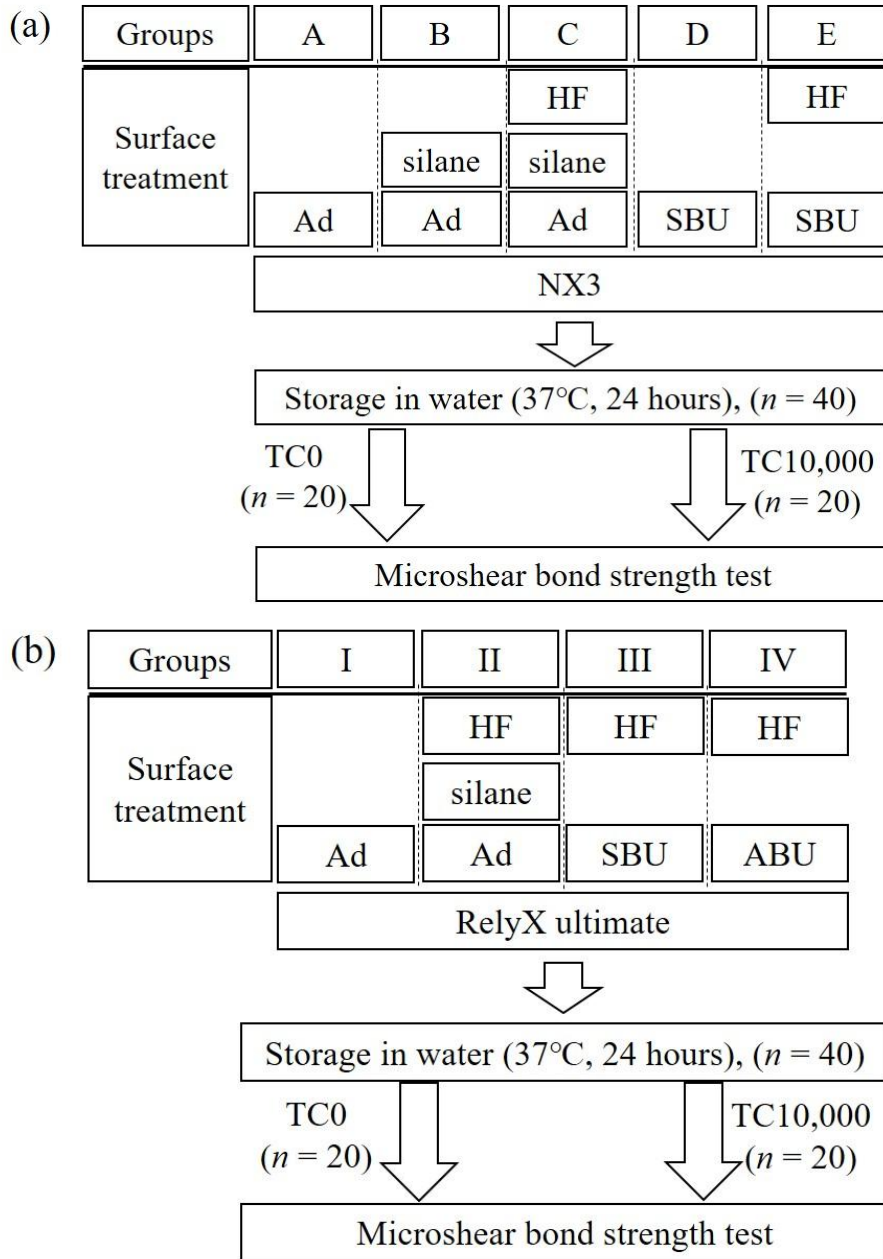 (a)
Groups A B C D E
HF HF
Surface
treatment
silane silane
Ad Ad Ad SBU SBU
NX3
Storage in water (37°C, 24 hours), (n = 40)
TC0
(n = 20)
TC10,000
(n = 20)
Microshear bond strength test
(b)
Groups I II III IV
HF HF HF
Surface
treatment
silane
Ad Ad SBU ABU
RelyX ultimate
Storage in water (37°C, 24 hours), (n = 40)
TC0
(n = 20)
TC10,000
(n = 20)
Microshear bond strength test